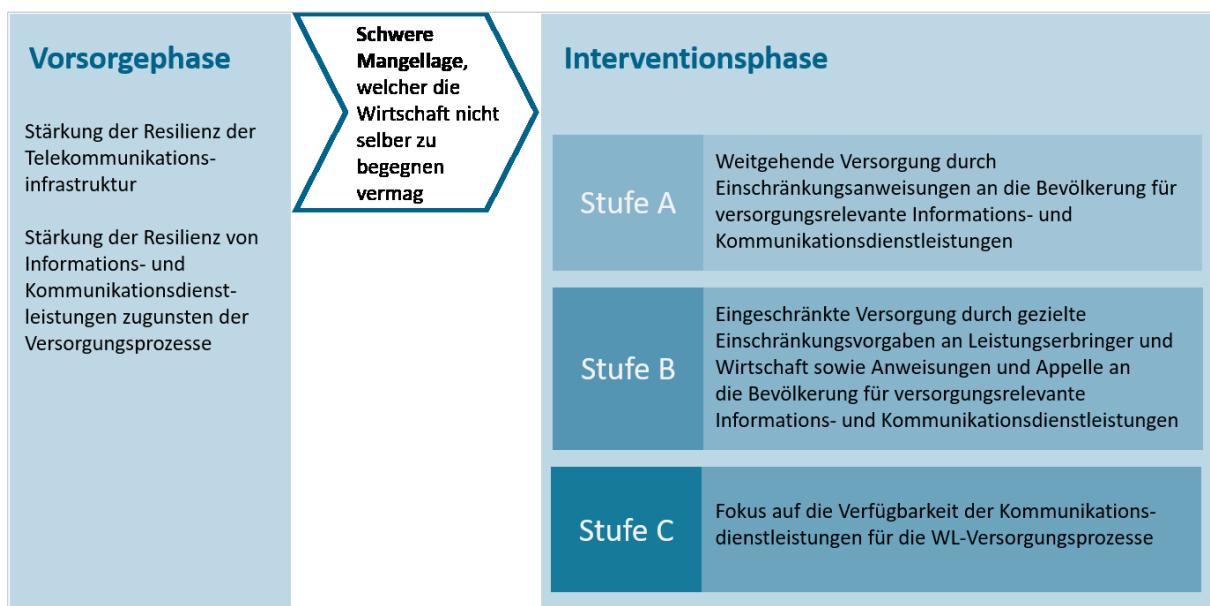 Vorsorgephase
Stärkung der Resilienz der
Telekommunikations-
infrastruktur
Stärkung der Resilienz von
Informations- und
Kommunikationsdienst-
leistungen zugunsten der
Versorgungsprozesse
Schwere
Mangellage,
welcher die
Wirtschaft nicht
selber zu
begegnen
vermag
Interventionsphase
Stufe A
Weitgehende Versorgung durch
Einschränkungsanweisungen an die Bevölkerung für
versorgungsrelevante Informations- und
Kommunikationsdienstleistungen
Stufe B
Eingeschränkte Versorgung durch gezielte
Einschränkungsvorgaben an Leistungserbringer und
Wirtschaft sowie Anweisungen und Appelle an
die Bevölkerung für versorgungsrelevante
Informations- und Kommunikationsdienstleistungen
Stufe C
Fokus auf die Verfügbarkeit der Kommunikations-
dienstleistungen für die WL-Versorgungsprozesse